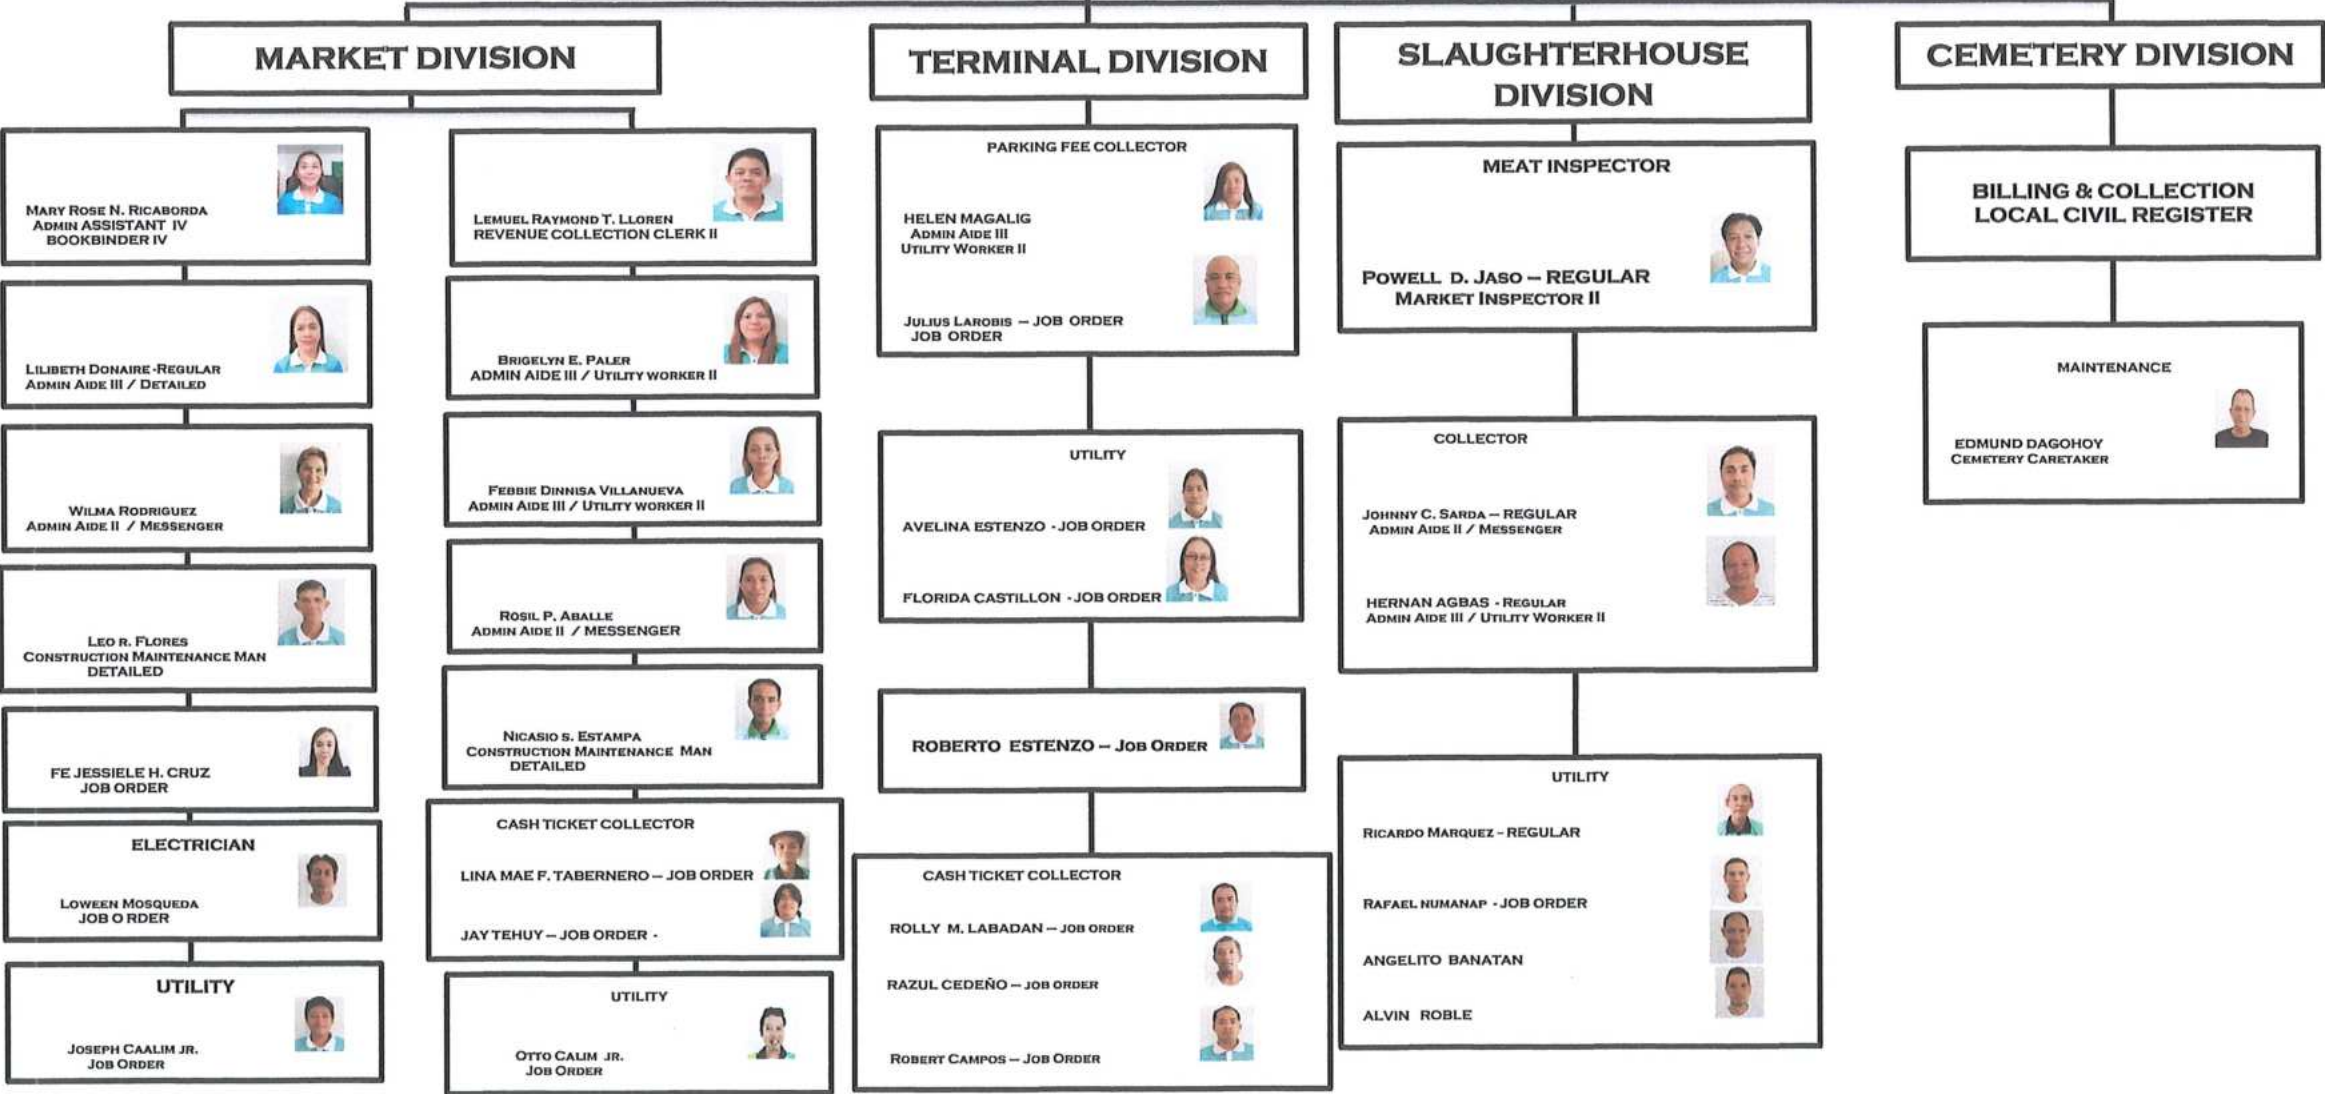 MARKET DIVISION
MARY ROSE N. RICABORDA
ADMIN ASSISTANT IV
BOOKBINDER IV
LILIBETH DONAIRE -REGULAR
ADMIN AIDE III / DETAILED
WILMA RODRIGUEZ
ADMIN AIDE II / MESSENGER
LEO R. FLORES
CONSTRUCTION MAINTENANCE MAN
DETAILED
FE JESSIELE H. CRUZ
JOB ORDER
ELECTRICIAN
LOWEEN MOSQUEDA
JOB O RDER
UTILITY
JOSEPH CAALIM JR.
JOB ORDER
LEMUEL RAYMOND T. LLOREN
REVENUE COLLECTION CLERK II
BRIGELYN E. PALER
ADMIN AIDE III / UTILITY WORKER II
FEBBIE DINNISA VILLANUEVA
ADMIN AIDE III / UTILITY WORKER II
ROSIL P. ABALLE
ADMIN AIDE II / MESSENGER
NICASIO S. ESTAMPA
CONSTRUCTION MAINTENANCE MAN
DETAILED
CASH TICKET COLLECTOR
LINA MAE F. TABERNERO – JOB ORDER
JAY TEHUY – JOB ORDER -
UTILITY
OTTO CALIM JR.
JOB ORDER
TERMINAL DIVISION
PARKING FEE COLLECTOR
HELEN MAGALIG
ADMIN AIDE III
UTILITY WORKER II
JULIUS LAROBIS – JOB ORDER
JOB ORDER
UTILITY
AVELINA ESTENZO - JOB ORDER
FLORIDA CASTILLON - JOB ORDER
ROBERTO ESTENZO – JOB ORDER
CASH TICKET COLLECTOR
ROLLY M. LABADAN – JOB ORDER
RAZUL CEDEÑO – JOB ORDER
ROBERT CAMPOS – JOB ORDER
SLAUGHTERHOUSE
DIVISION
MEAT INSPECTOR
POWELL D. JASO – REGULAR
MARKET INSPECTOR II
COLLECTOR
JOHNNY C. SARDA – REGULAR
ADMIN AIDE II / MESSENGER
HERNAN AGBAS - REGULAR
ADMIN AIDE III / UTILITY WORKER II
UTILITY
RICARDO MARQUEZ – REGULAR
RAFAEL NUMANAP - JOB ORDER
ANGELITO BANATAN
ALVIN ROBLE
CEMETERY DIVISION
BILLING & COLLECTION
LOCAL CIVIL REGISTER
MAINTENANCE
EDMUND DAGOHOY
CEMETERY CARETAKER